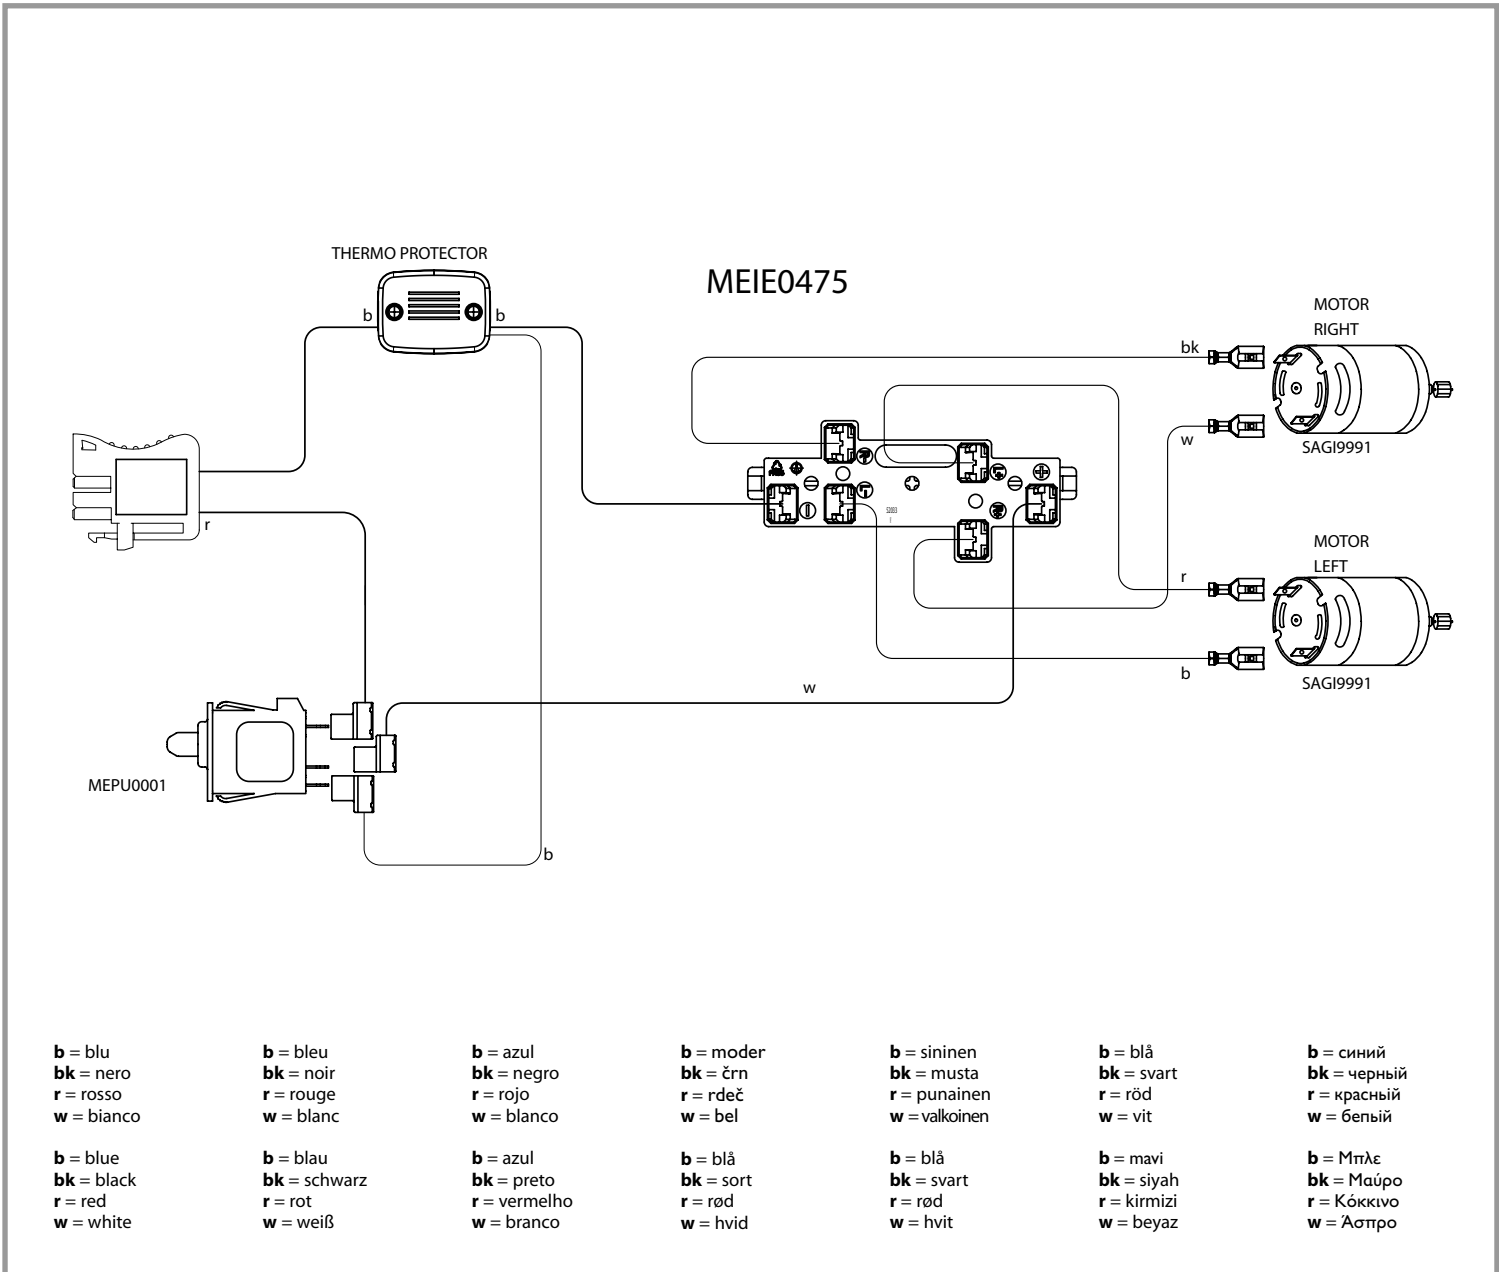 THERMO PROTECTOR
MEIE0475
MOTOR
RIGHT
b
b
bk
w
SAGI9991
r
MOTOR
LEFT
r
b
SAGI9991
w
MEPU0001
b
b = blu
bk = nero
r = rosso
w = bianco
b = bleu
bk = noir
r = rouge
w = blanc
b = azul
bk = negro
r = rojo
w = blanco
b = moder
bk = črn
r = rdeč
w = bel
b = sininen
bk = musta
r = punainen
w = valkoinen
b = blå
bk = svart
r = röd
w = vit
b = синий
bk = черный
r = красный
w = бепый
b = blue
bk = black
r = red
w = white
b = blau
bk = schwarz
r = rot
w = weiß
b = azul
bk = preto
r = vermelho
w = branco
b = blå
bk = sort
r = rød
w = hvid
b = blå
bk = svart
r = rød
w = hvit
b = mavi
bk = siyah
r = kirmizi
w = beyaz
b = Μπλε
bk = Μαύρο
r = Κόκκινο
w = Άσπρο